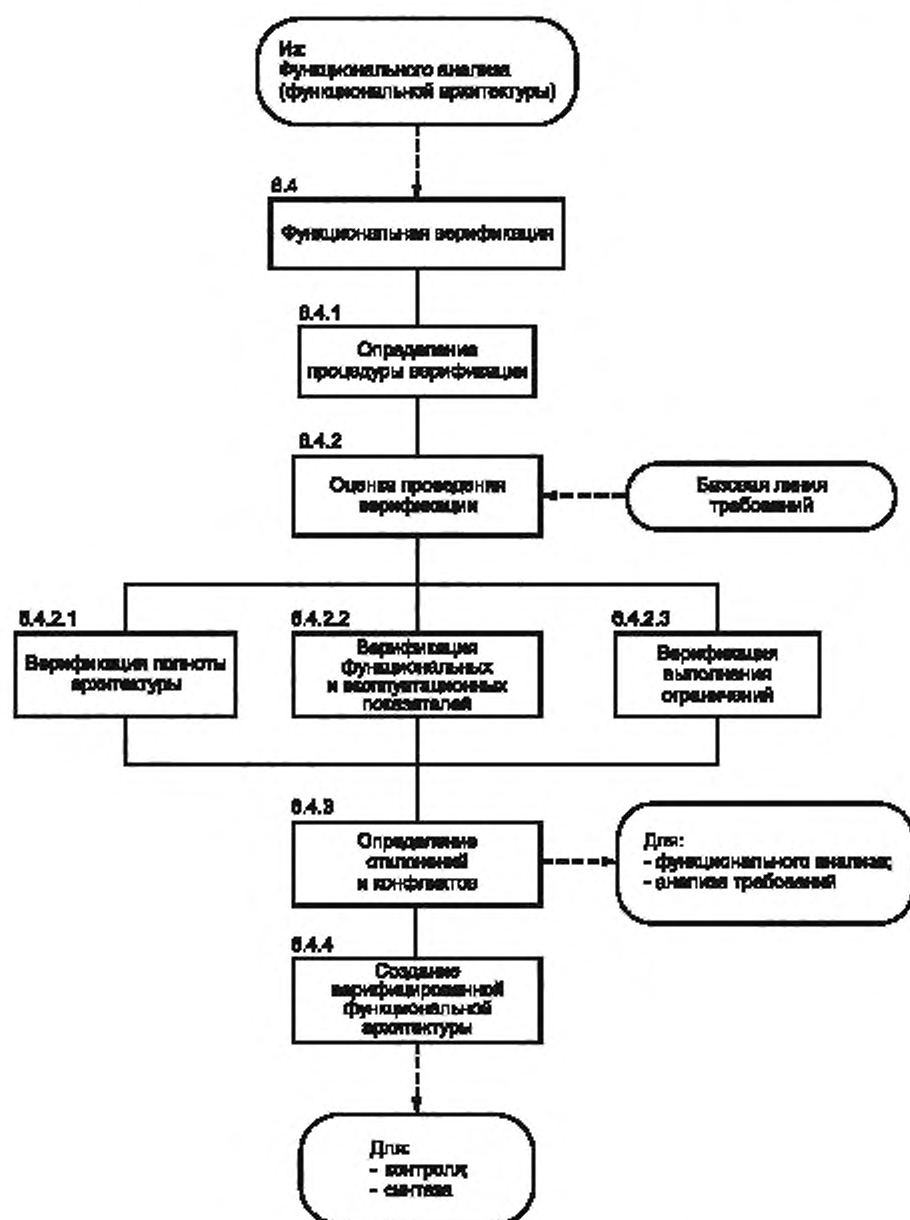 Из:
Функционального анализа
(функциональной архитектуры)
6.4
Функциональная верификация
6.4.1
Определение
процедуры верификации
6.4.2
Оценка проведения
верификации
Базовая линия
требований
6.4.2.1
Верификация полноты
архитектуры
6.4.2.2
Верификация
функциональных
и эксплуатационных
показателей
6.4.2.3
Верификация
выполнения
ограничений
6.4.3
Определение
отклонений
и конфликтов
Для:
- функционального анализа;
- анализа требований
6.4.4
Создание
верифицированной
функциональной
архитектуры
Для:
- контроля;
- синтеза